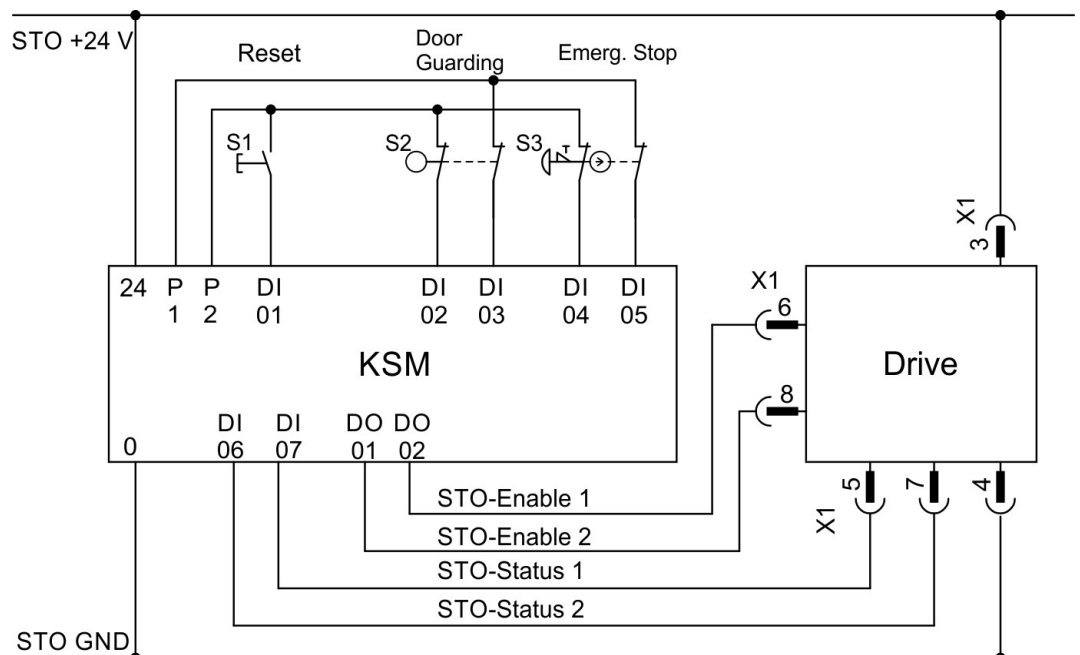 STO +24 V
Reset
Door
Guarding
Emerg. Stop
S1
S2
S3
X1
3
24 P P DI DI DI DI DI
1 2 01 02 03 04 05
X1
6
KSM
Drive
8
DI DI DO DO
0 06 07 01 02
5 7 4
X1
STO-Enable 1
STO-Enable 2
STO-Status 1
STO-Status 2
STO GND